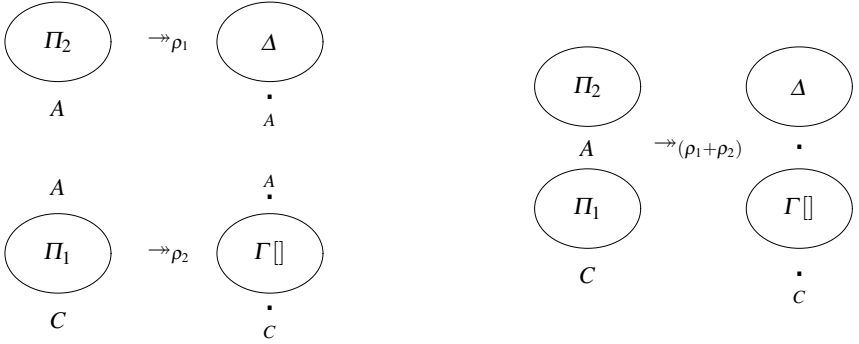 Π₂ →→ρ₁ Δ
A A
A A
Π₁ →→ρ₂ Γ[]
C C
Π₂ Δ
A →→(ρ₁+ρ₂)
Π₁ Γ[]
C C